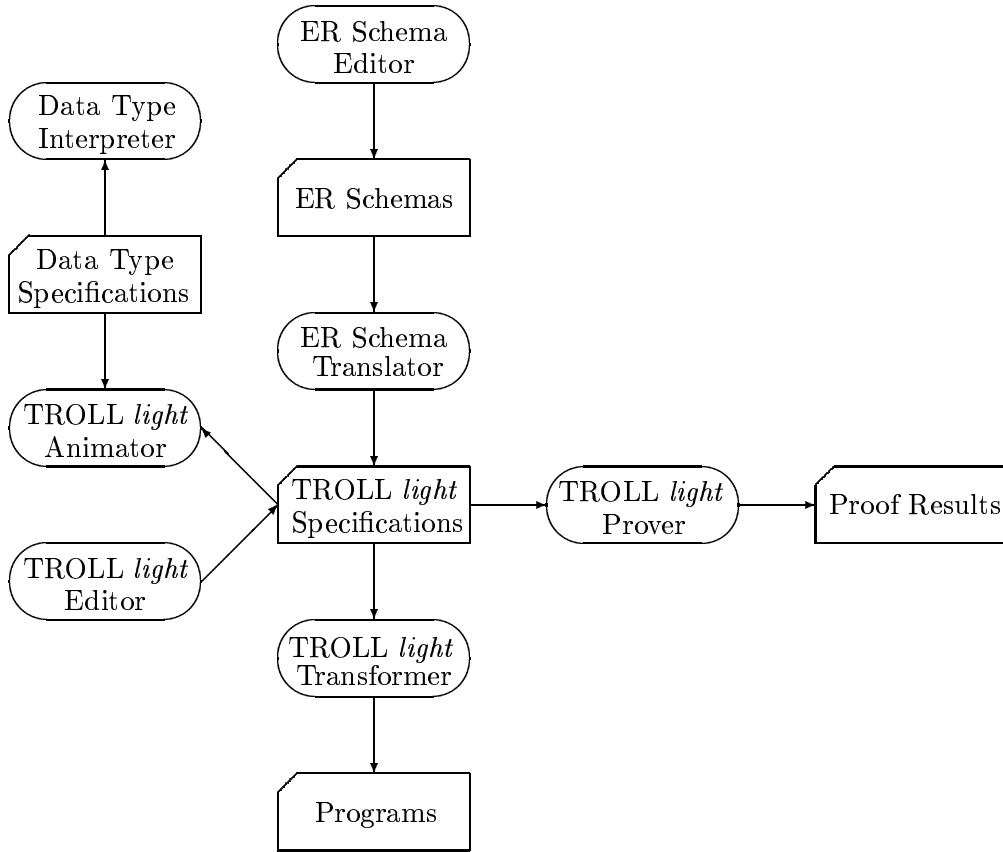 ER Schema
Editor
Data Type
Interpreter
ER Schemas
Data Type
Specifications
ER Schema
Translator
TROLL light
Animator
TROLL light
Specifications
TROLL light
Prover
Proof Results
TROLL light
Editor
TROLL light
Transformer
Programs